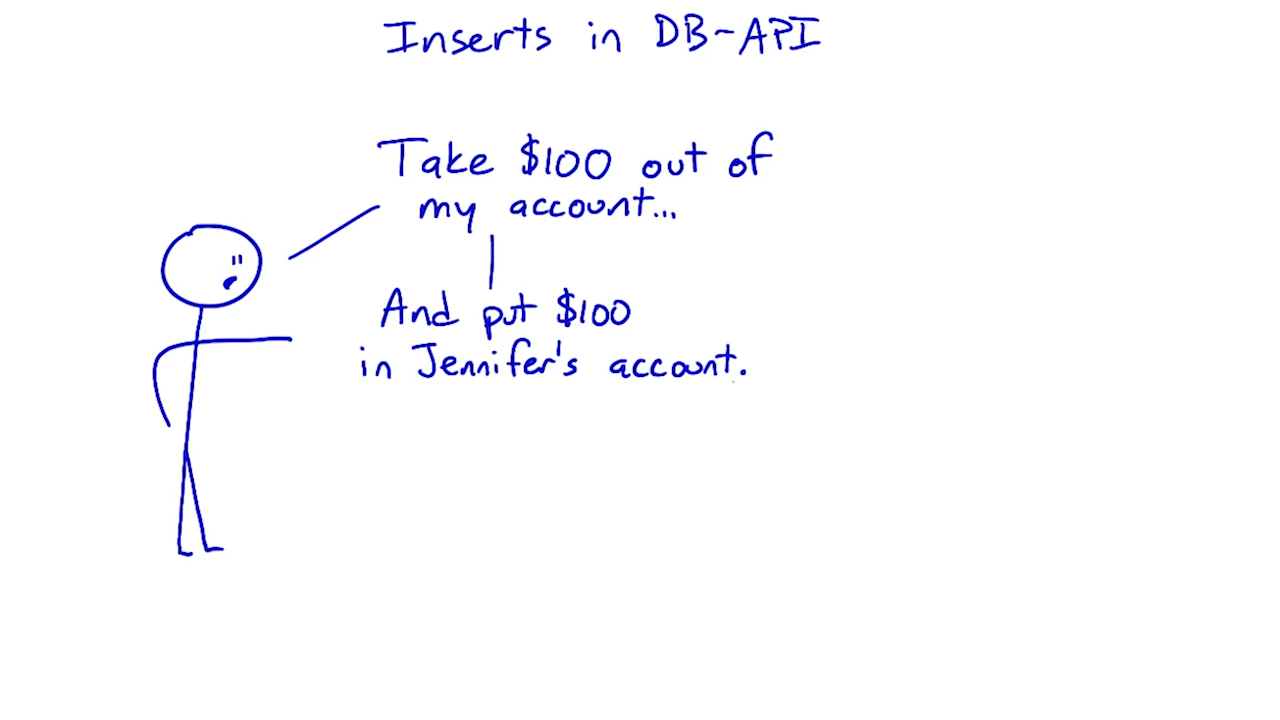 Inserts in DB-API
Take $100 out of
my account...
And put $100
in Jennifer's account.